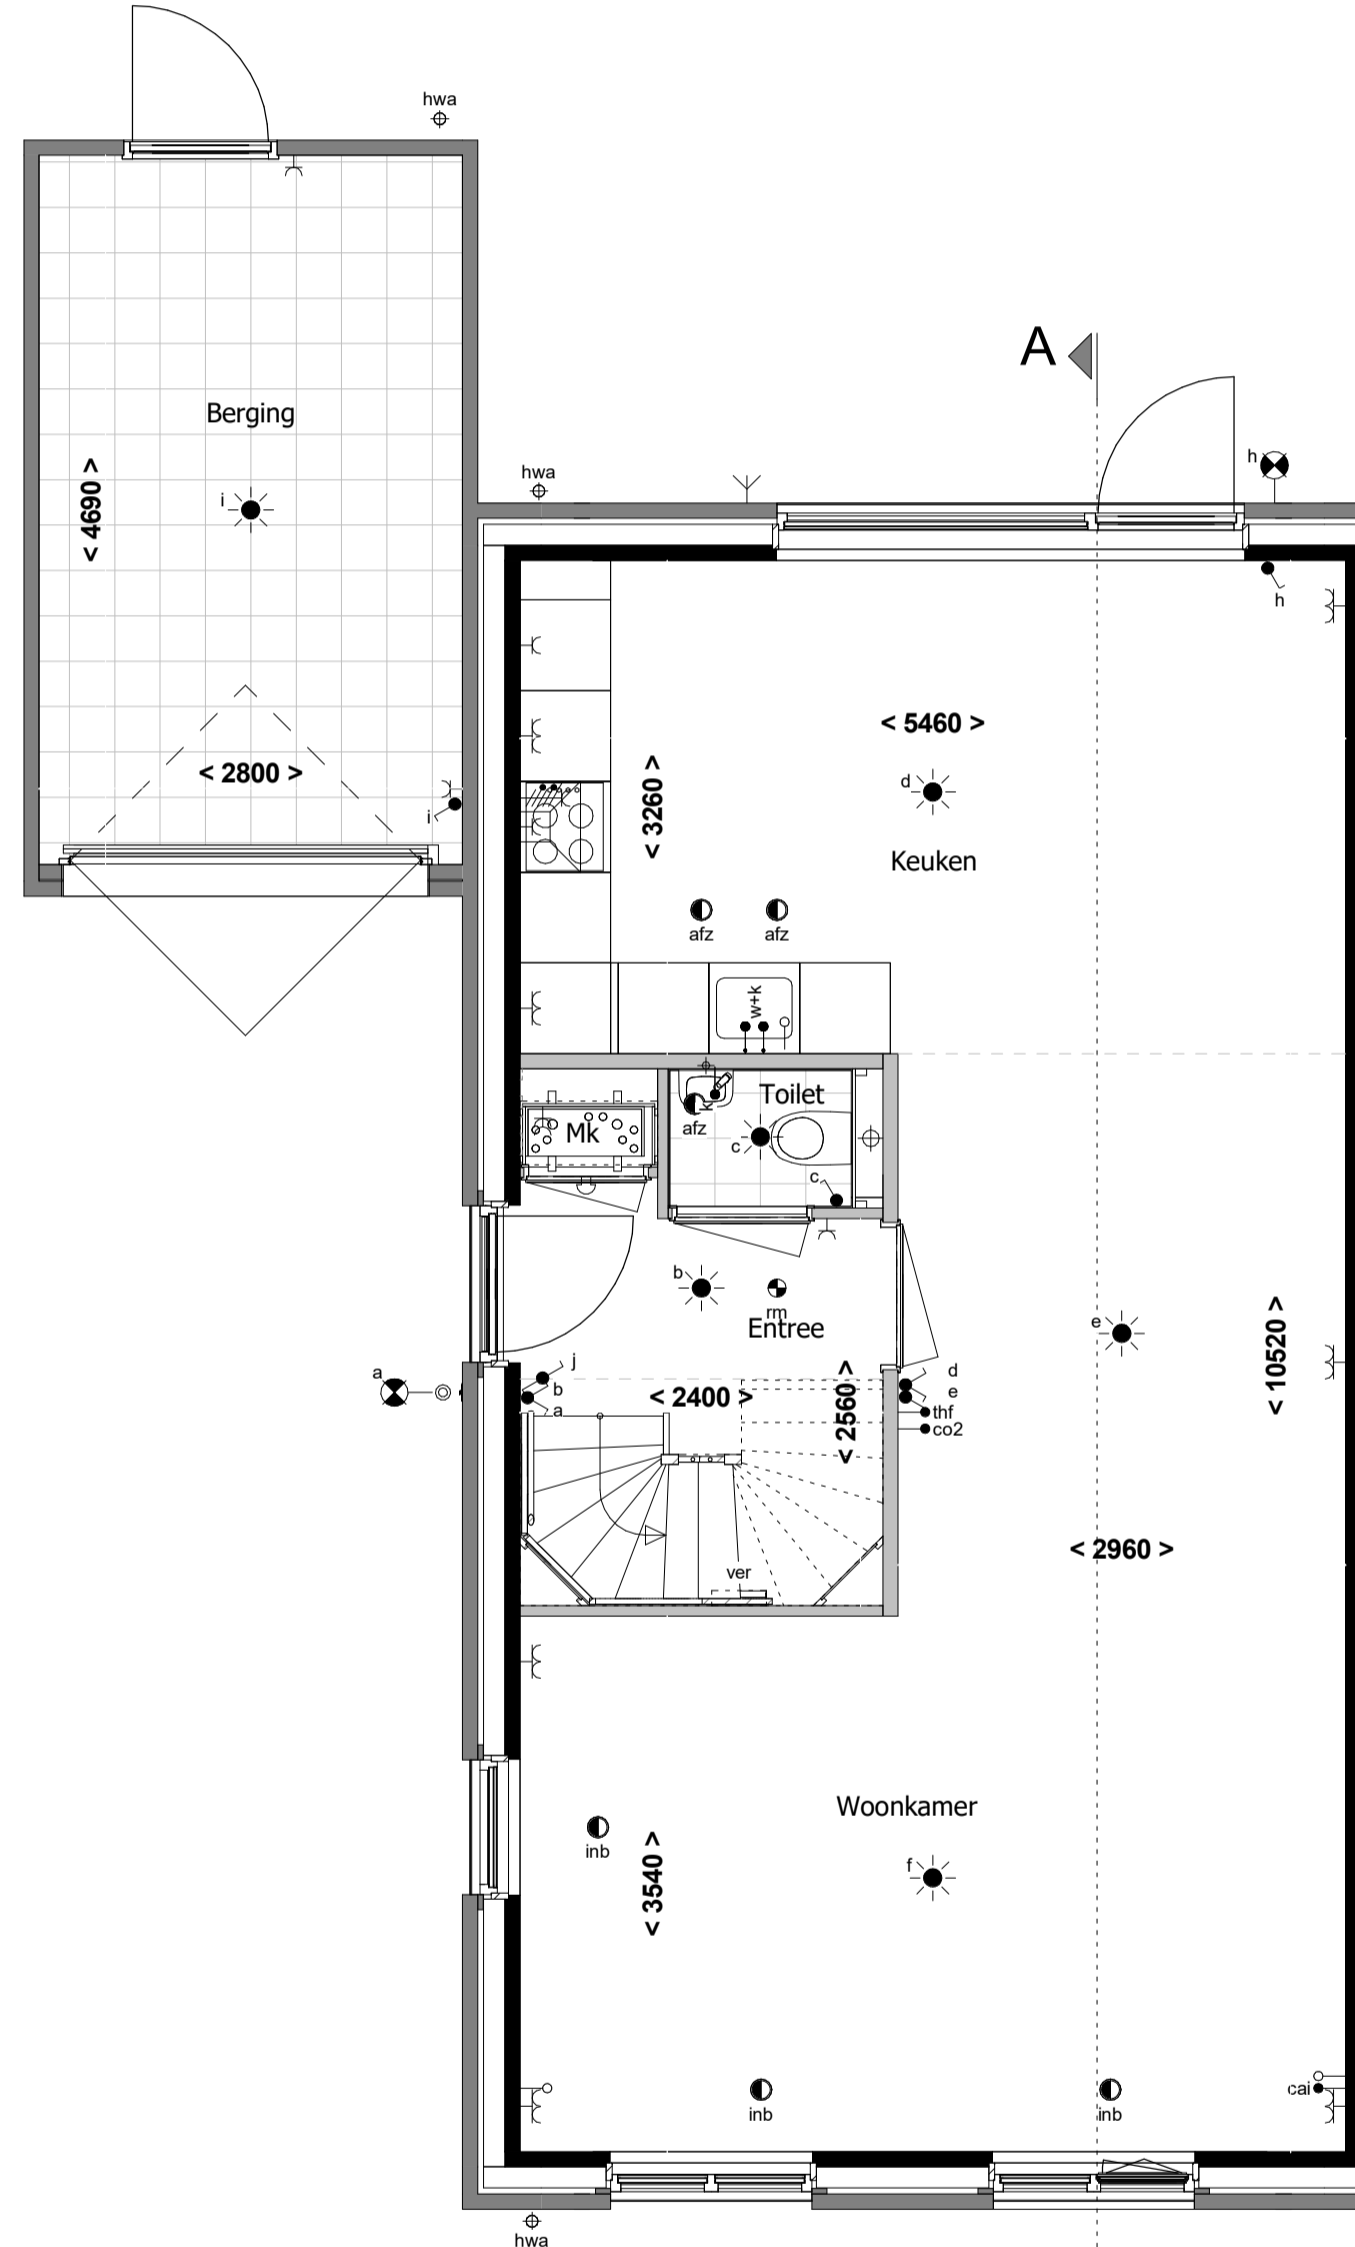 hwa
Berging
< 4690 >
i
< 2800 >
i
A
hwa
h
h
< 5460 >
d
< 3260 >
Keuken
afz
afz
w+k
Toilet
k
Mk
afz
c
c
b
rm
Entree
e
a
j
b
a
< 2400 >
< 2560 >
d
e
thf
co2
< 10520 >
< 2960 >
ver
Woonkamer
inb
< 3540 >
f
inb
inb
cai
hwa